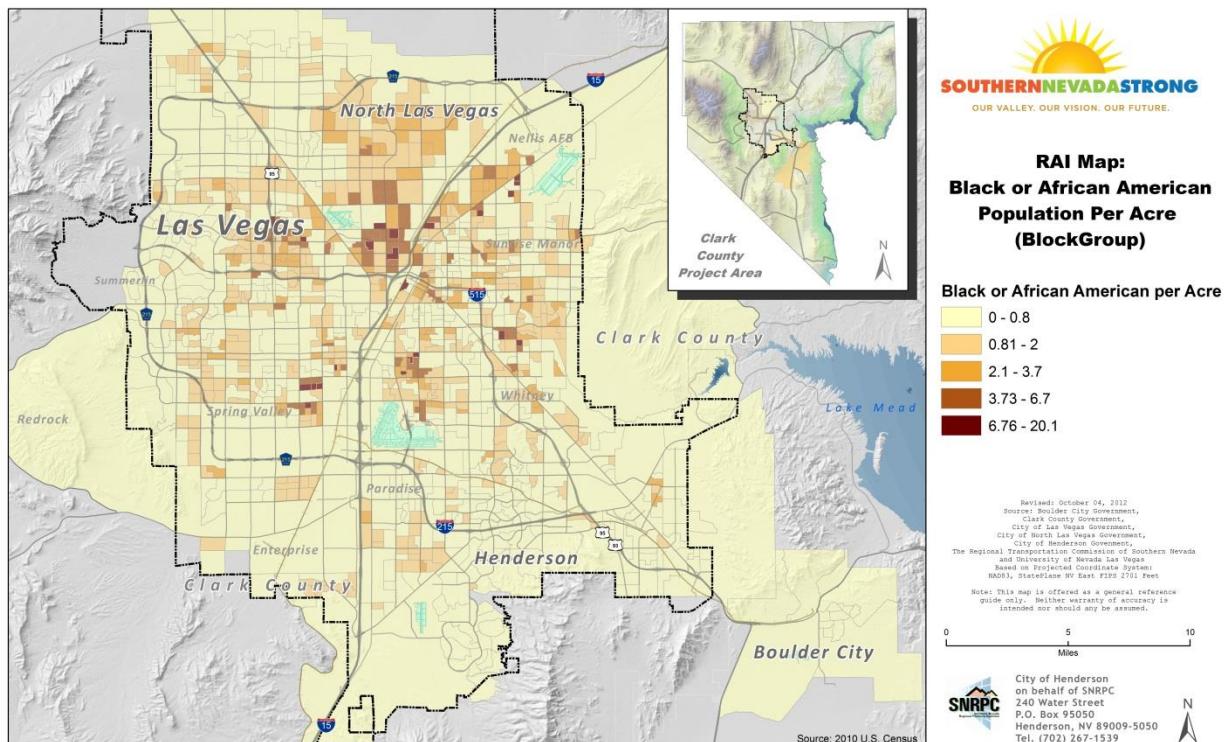 15
215
North Las Vegas
Nellis AFB
95
Las Vegas
Sunrise Manor
Summerlin
215
515
Clark County
Redrock
Spring Valley
Whitney
Lake Mead
215
Paradise
215
95
93
Enterprise
Henderson
Clark County
Boulder City
15
Source: 2010 U.S. Census
Clark
County
Project Area
N
SOUTHERNNEVADASTRONG
OUR VALLEY. OUR VISION. OUR FUTURE.
RAI Map:
Black or African American
Population Per Acre
(BlockGroup)
Black or African American per Acre
0 - 0.8
0.81 - 2
2.1 - 3.7
3.73 - 6.7
6.76 - 20.1
Revised: October 04, 2012
Source: Boulder City Government,
Clark County Government,
City of Las Vegas Government,
City of North Las Vegas Government,
City of Henderson Govenment,
The Regional Transportation Commission of Southern Nevada
and University of Nevada Las Vegas
Based on Projected Coordinate System:
NAD83, StatePlane NV East FIPS 2701 Feet
Note: This map is offered as a general reference
guide only. Neither warranty of accuracy is
intended nor should any be assumed.
0 5 10
Miles
SNRPC
City of Henderson
on behalf of SNRPC
240 Water Street
P.O. Box 95050
Henderson, NV 89009-5050
Tel. (702) 267-1539
N